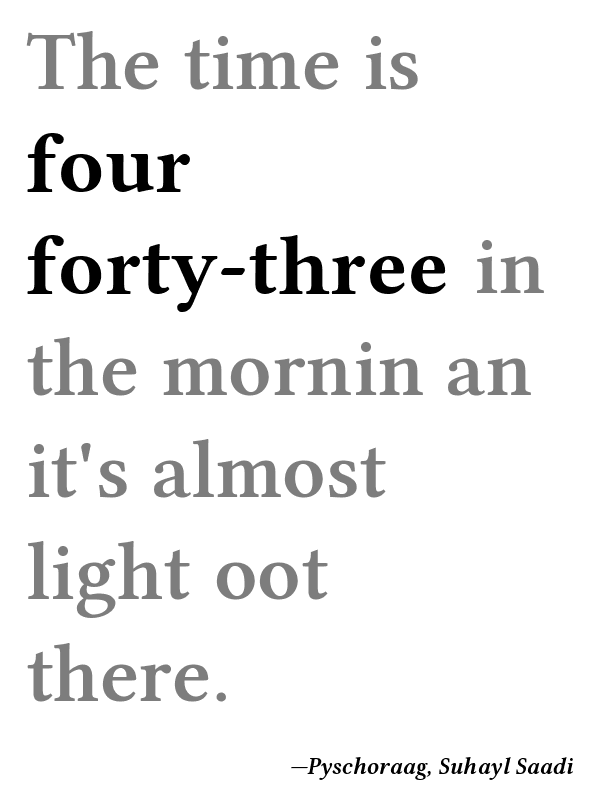 The time is
four
forty-three in
the mornin an
it's almost
light oot
there.
—Pyschoraag, Suhayl Saadi